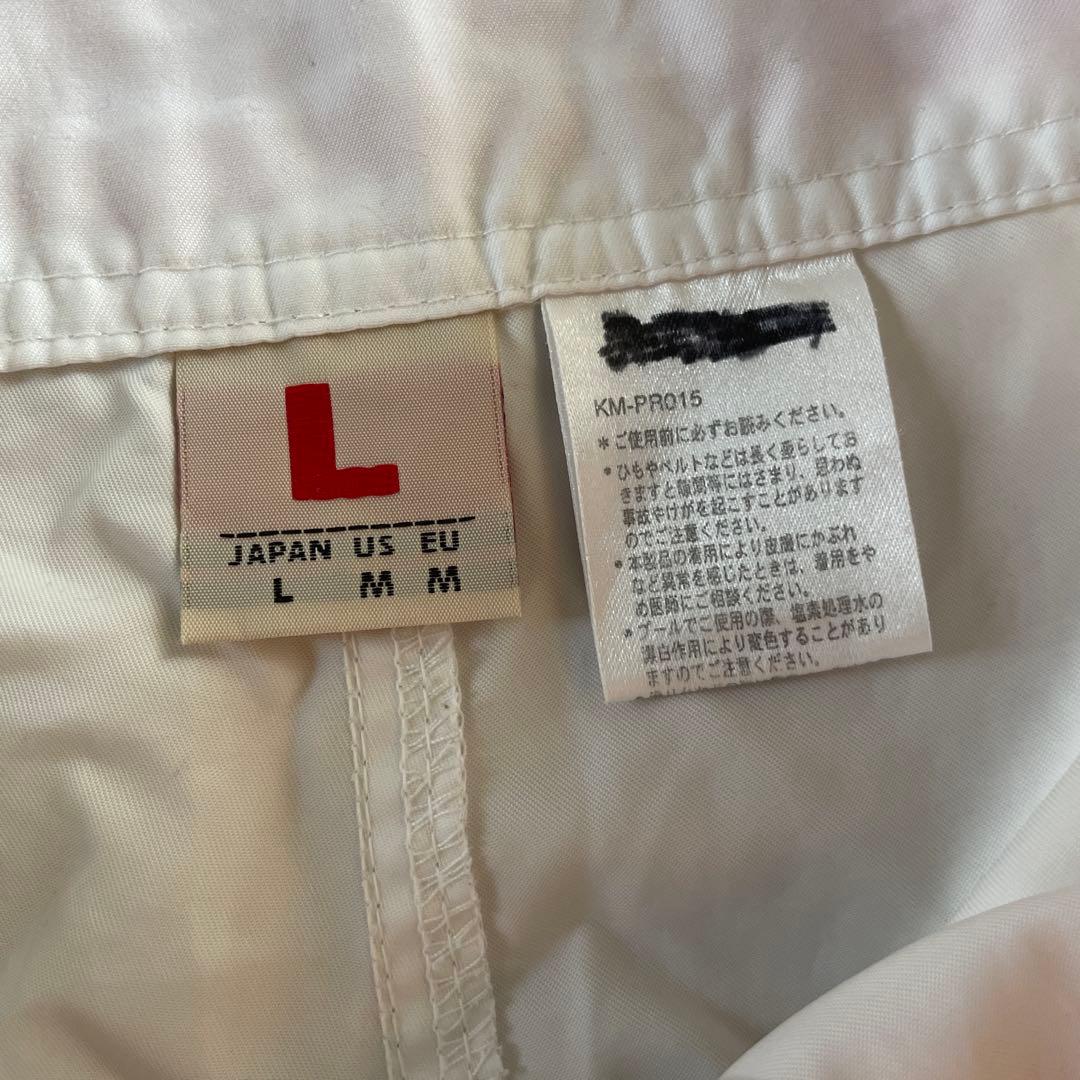 L
JAPAN US EU
L M M
KM-PR015
*ご使用前に必ずお読みください。
•ひもやベルトなどは長く垂らしてお
きますと隙間等にはさまり、思わぬ
事故やけがを起こすことがあります
のでご注意ください。
•本製品の着用により皮膚にかぶれ
など異常を感じたときは、着用をや
め医師にご相談ください。
•プールでご使用の際、塩素処理水の
漂白作用により変色することがあり
ますのでご注意ください。